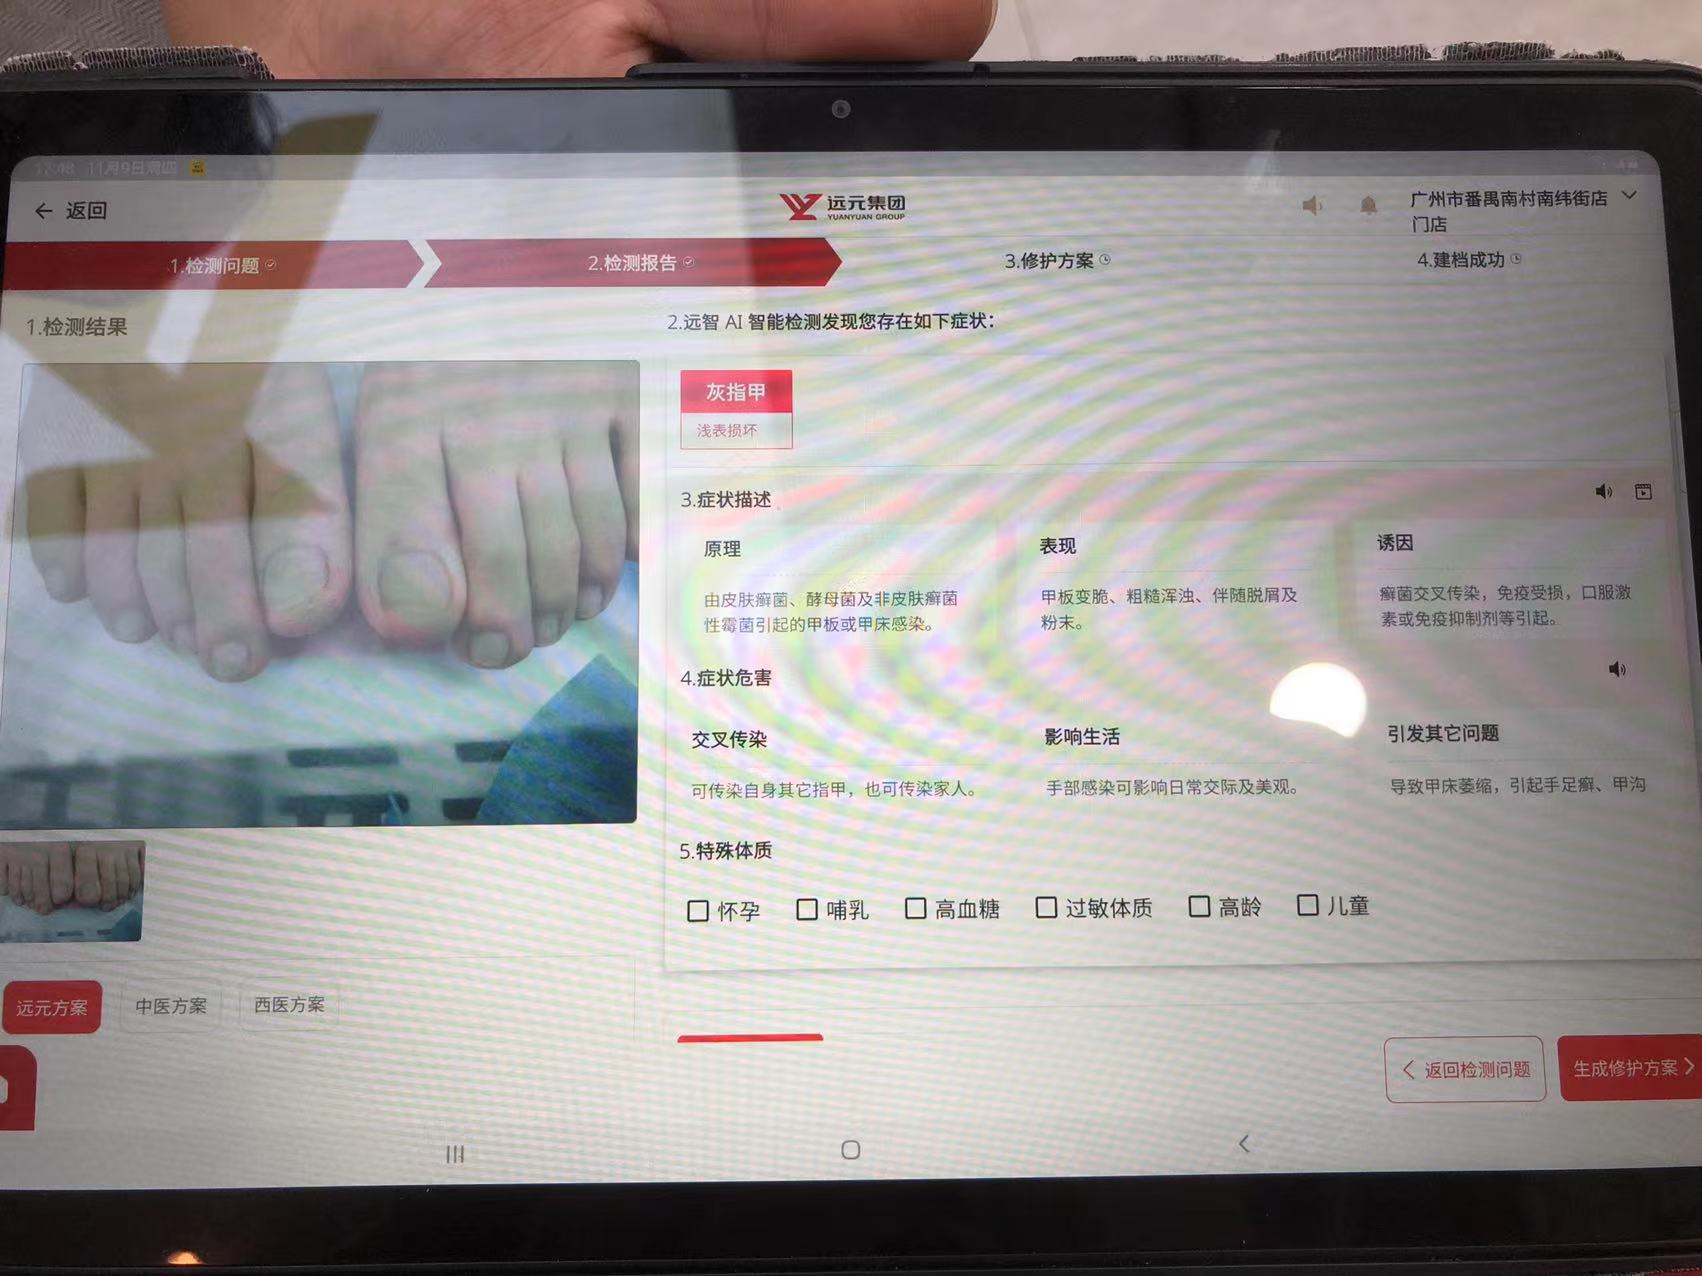 17:48 11月9日周四
← 返回
远元集团
YUANYUAN GROUP
广州市番禺南村南纬街店
门店
1.检测问题
2.检测报告
3.修护方案
4.建档成功
1.检测结果
2.远智 AI 智能检测发现您存在如下症状：
灰指甲
浅表损坏
3.症状描述
原理
由皮肤癣菌、酵母菌及非皮肤癣菌
性霉菌引起的甲板或甲床感染。
表现
甲板变脆、粗糙浑浊、伴随脱屑及
粉末。
诱因
癣菌交叉传染，免疫受损，口服激
素或免疫抑制剂等引起。
4.症状危害
交叉传染
可传染自身其它指甲，也可传染家人。
影响生活
手部感染可影响日常交际及美观。
引发其它问题
导致甲床萎缩，引起手足癣、甲沟
5.特殊体质
怀孕
哺乳
高血糖
过敏体质
高龄
儿童
远元方案
中医方案
西医方案
返回检测问题
生成修护方案